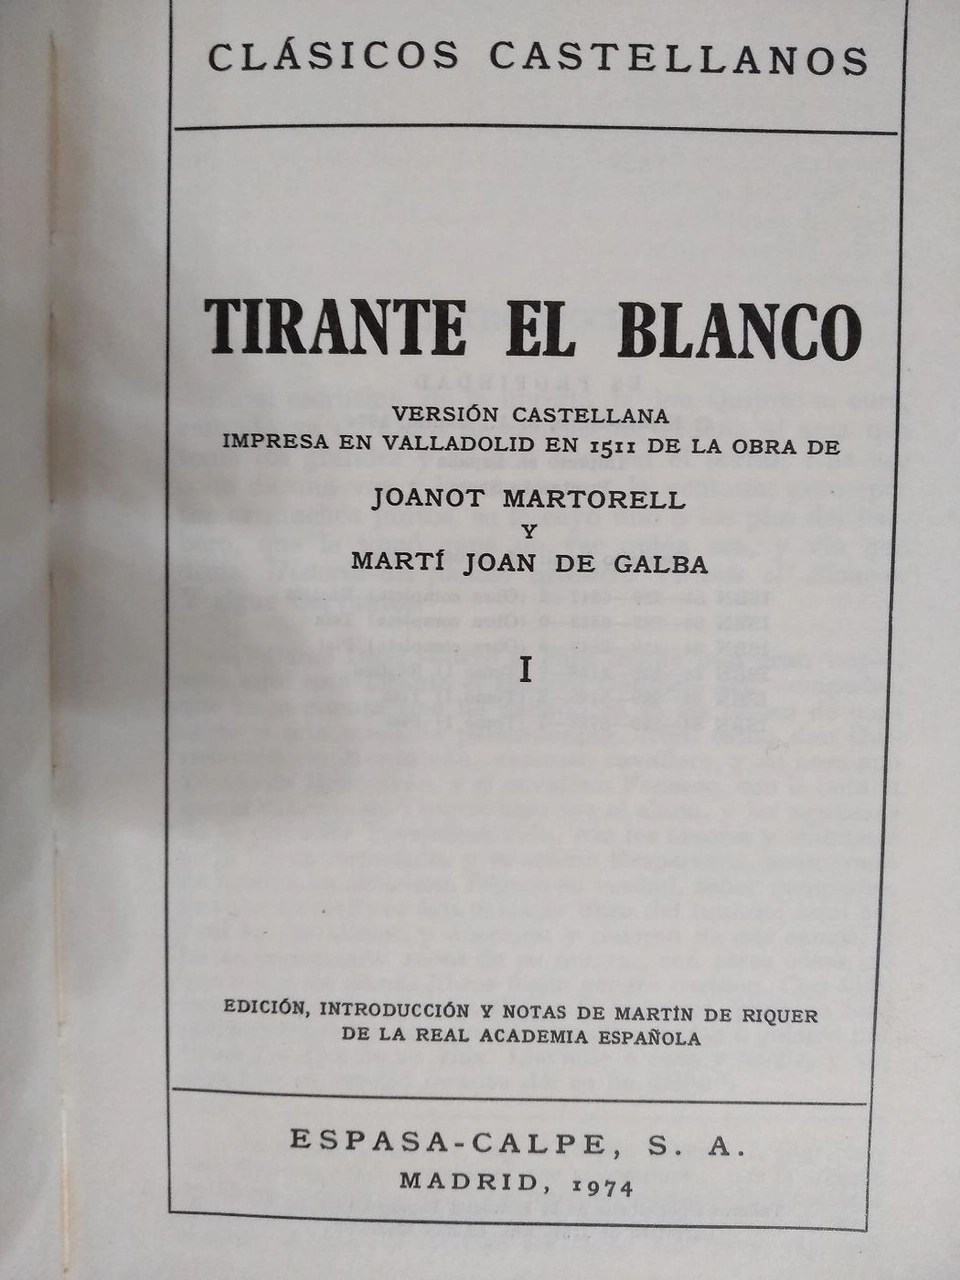 CLÁSICOS CASTELLANOS
TIRANTE EL BLANCO
VERSIÓN CASTELLANA
IMPRESA EN VALLADOLID EN 1511 DE LA OBRA DE
JOANOT MARTORELL
Y
MARTÍ JOAN DE GALBA
I
EDICIÓN, INTRODUCCIÓN Y NOTAS DE MARTÍN DE RIQUER
DE LA REAL ACADEMIA ESPAÑOLA
ESPASA-CALPE, S. A.
MADRID, 1974